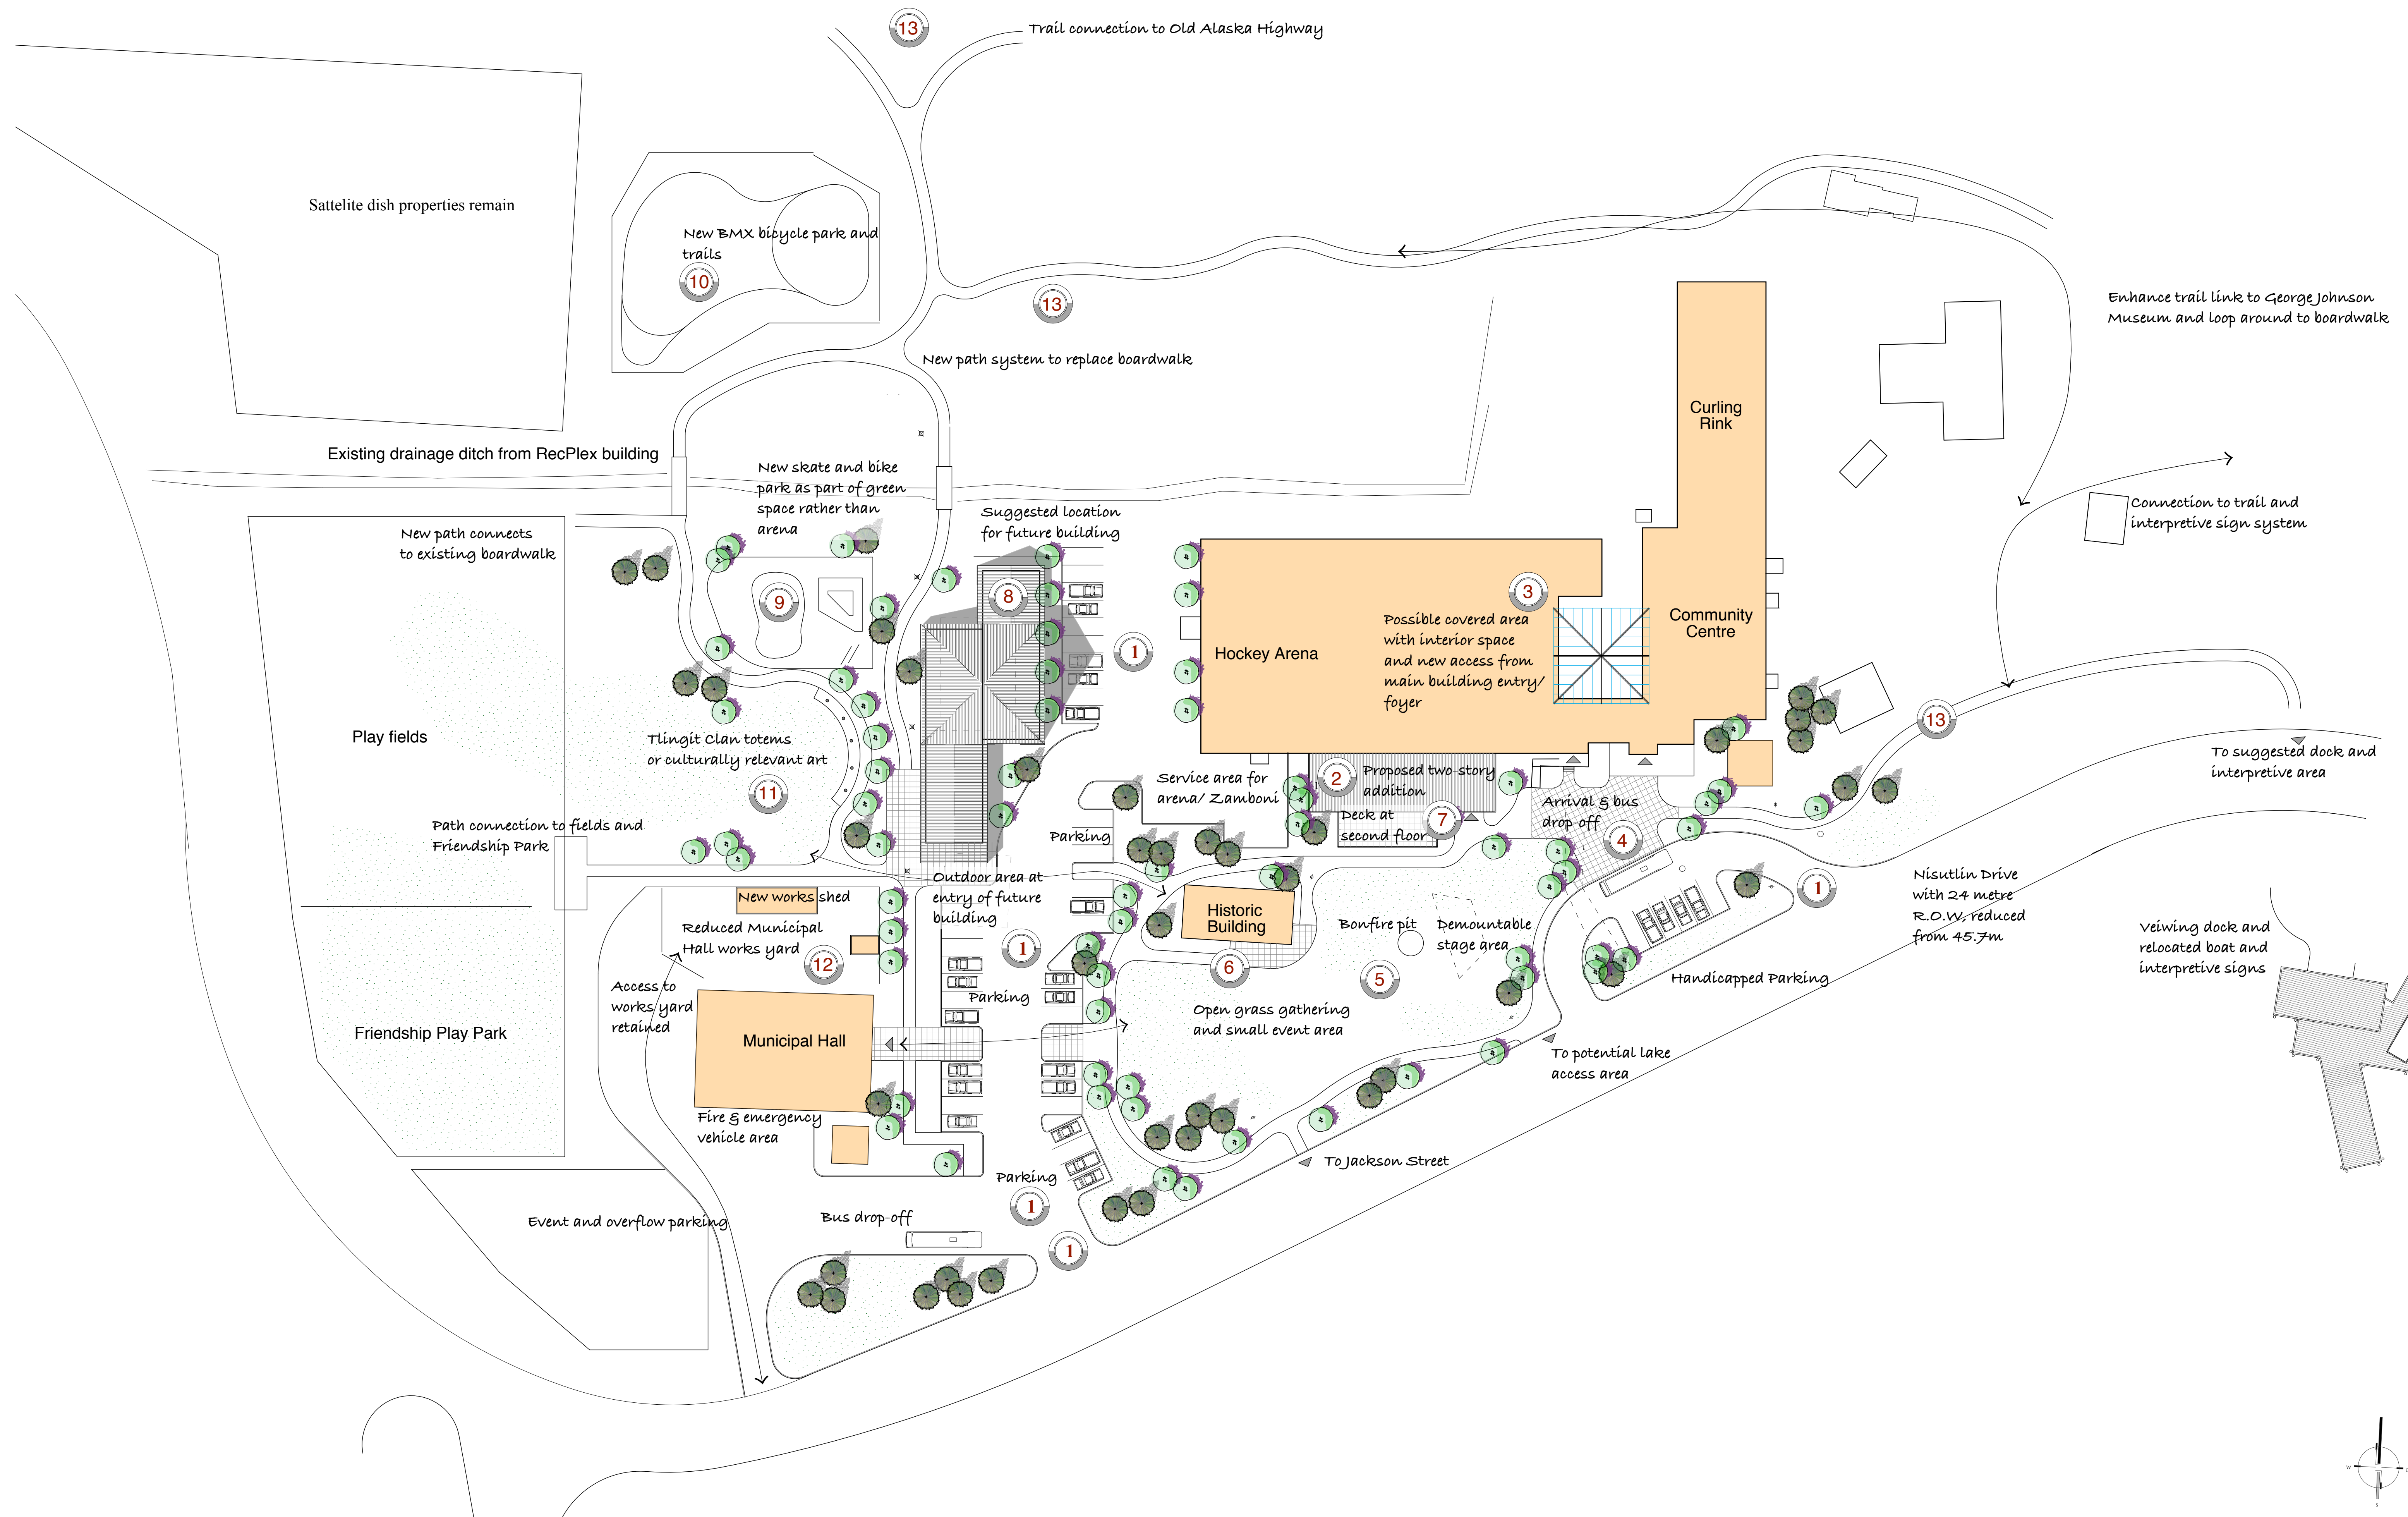 13
Trail connection to Old Alaska Highway
Sattelite dish properties remain
New BMX bicycle park and
trails
10
13
Enhance trail link to George Johnson
Museum and loop around to boardwalk
New path system to replace boardwalk
Curling
Rink
Existing drainage ditch from RecPlex building
New skate and bike
park as part of green
space rather than
arena
Connection to trail and
interpretive sign system
New path connects
to existing boardwalk
Suggested location
for future building
9
8
3
1
Possible covered area
with interior space
and new access from
main building entry/
foyer
Hockey Arena
Community
Centre
13
Play fields
Tlingit Clan totems
or culturally relevant art
11
To suggested dock and
interpretive area
Service area for
arena/ Zamboni
2
Proposed two-story
addition
Arrival & bus
drop-off
4
Deck at
second floor
7
Path connection to fields and
Friendship Park
Parking
Outdoor area at
entry of future
building
1
Nisutlin Drive
with 24 metre
R.O.W, reduced
from 45.7m
New works shed
Reduced Municipal
Hall works yard
12
Historic
Building
6
Bonfire pit
Demountable
stage area
5
Veiwing dock and
relocated boat and
interpretive signs
1
Handicapped Parking
Access to
works yard
retained
Parking
Open grass gathering
and small event area
Friendship Play Park
Municipal Hall
To potential lake
access area
Fire & emergency
vehicle area
To Jackson Street
Parking
1
Event and overflow parking
Bus drop-off
1
W